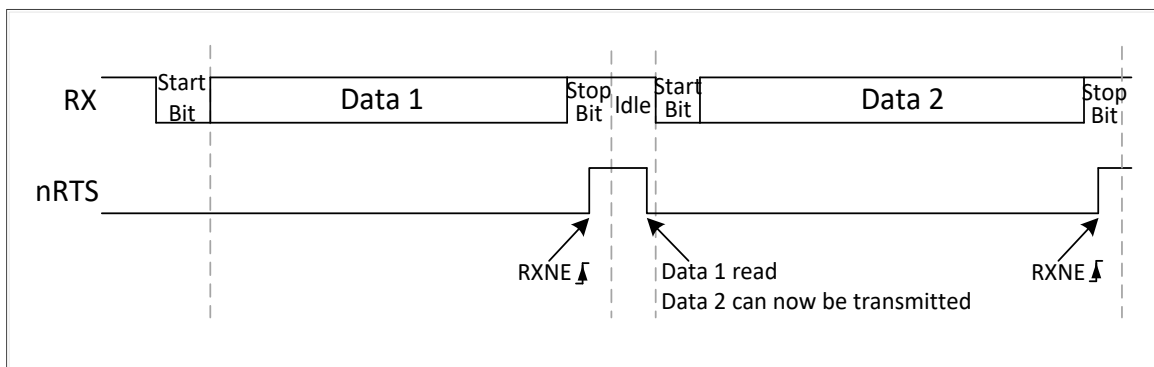 RX
Start
Bit
Data 1
Stop
Bit
Idle
Start
Bit
Data 2
Stop
Bit
nRTS
RXNE
Data 1 read
Data 2 can now be transmitted
RXNE